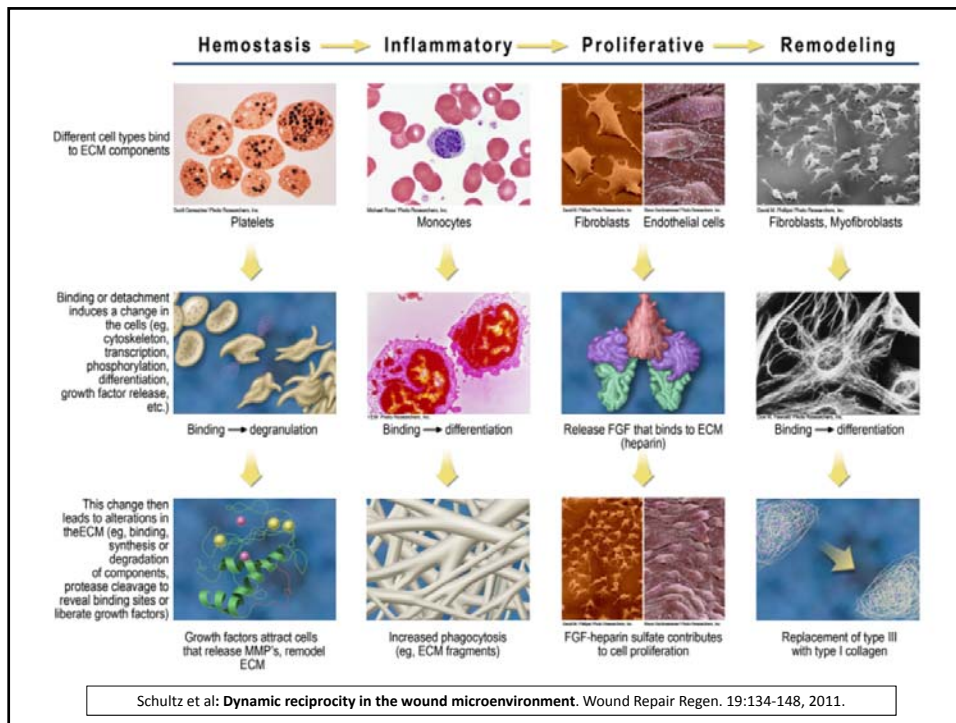 Hemostasis → Inflammatory → Proliferative → Remodeling
Different cell types bind
to ECM components
Platelets
Monocytes
Fibroblasts
Endothelial cells
Fibroblasts, Myofibroblasts
Binding or detachment
induces a change in
the cells (eg,
cytoskeleton,
transcription,
phosphorylation,
differentiation,
growth factor release,
etc.)
Binding → degranulation
Binding → differentiation
Release FGF that binds to ECM
(heparin)
Binding → differentiation
This change then
leads to alterations in
theECM (eg, binding,
synthesis or
degradation
of components,
protease cleavage to
reveal binding sites or
liberate growth factors)
Growth factors attract cells
that release MMP's, remodel
ECM
Increased phagocytosis
(eg, ECM fragments)
FGF-heparin sulfate contributes
to cell proliferation
Replacement of type III
with type I collagen
Schultz et al: Dynamic reciprocity in the wound microenvironment. Wound Repair Regen. 19:134-148, 2011.